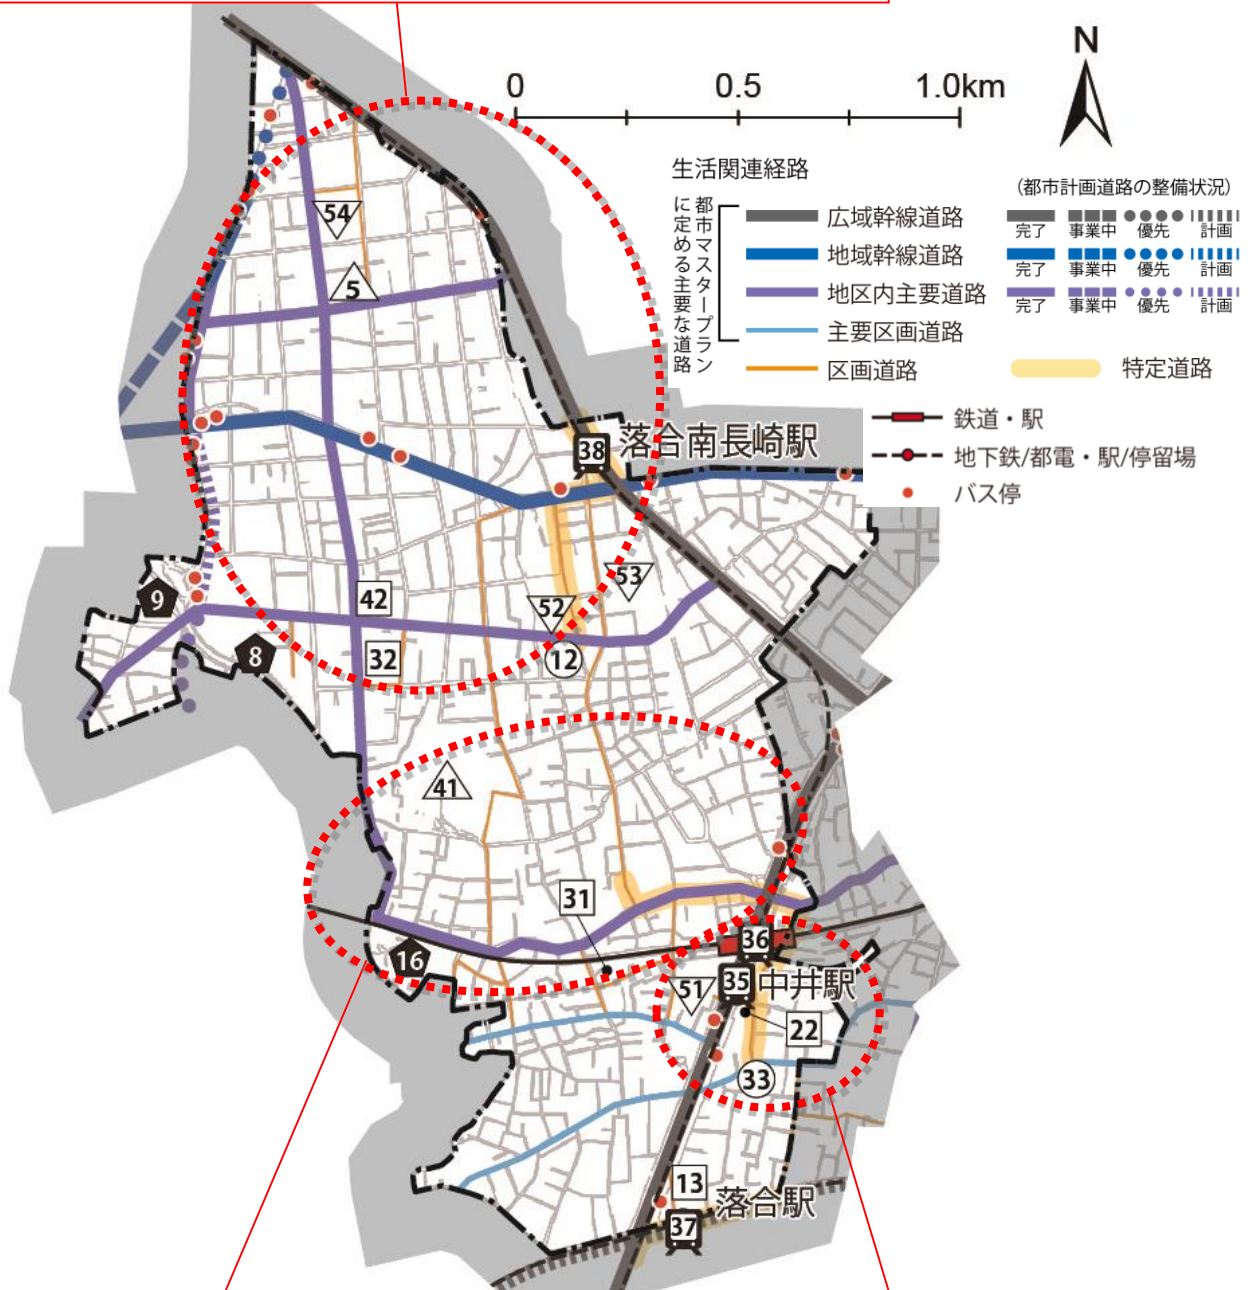 N
0 0.5 1.0km
生活関連経路
(都市計画道路の整備状況)
都市マスタープラン
に定める主要な道路
広域幹線道路
完了 事業中 優先 計画
地域幹線道路
完了 事業中 優先 計画
地区内主要道路
完了 事業中 優先 計画
主要区画道路
区画道路
特定道路
鉄道・駅
地下鉄/都電・駅/停留場
バス停
54
5
38 落合南長崎駅
53
9
42
52
8
32
12
41
31
36
16
35 中井駅
51
22
33
13
落合駅
37